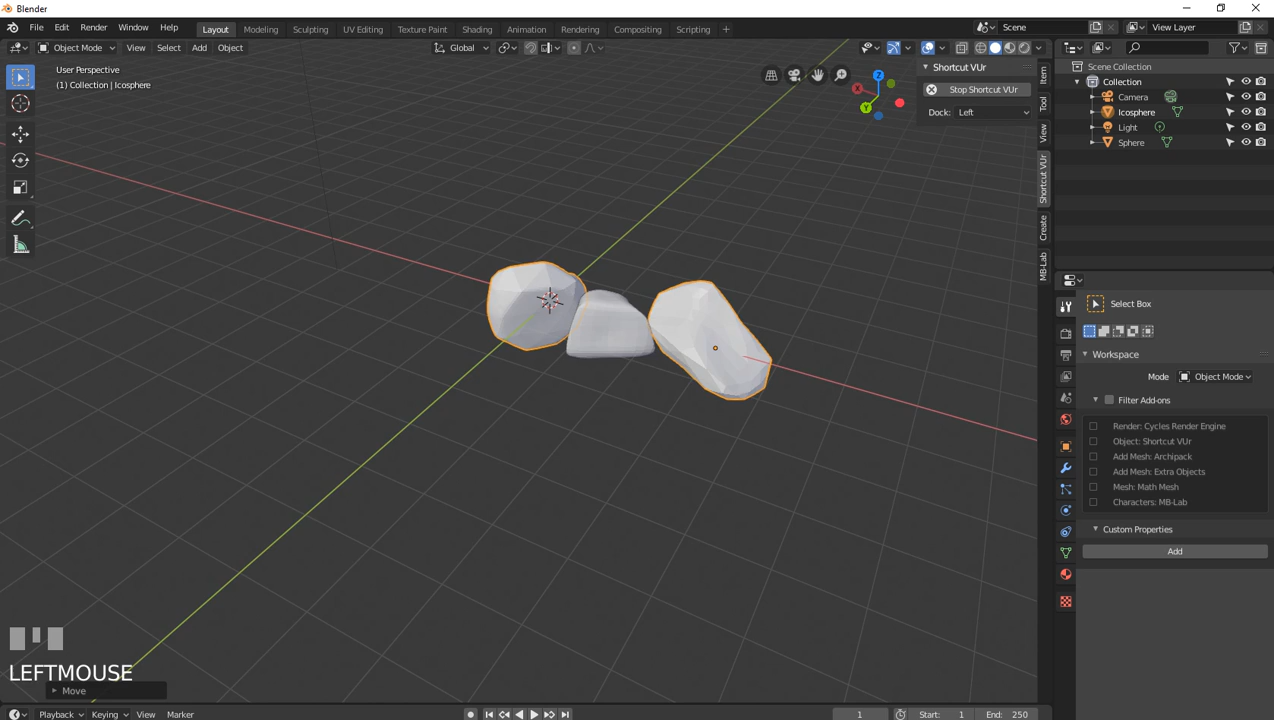 Blender
File Edit Render Window Help Layout Modeling Sculpting UV Editing Texture Paint Shading Animation Rendering Compositing Scripting + Scene View Layer
Object Mode View Select Add Object Global
User Perspective
(1) Collection | Icosphere
Z
X
Y
Shortcut VUr
Stop Shortcut VUr
Dock: Left
Item
Tool
View
Shortcut VUr
Create
MB-Lab
Scene Collection
Collection
Camera
Icosphere
Light
Sphere
Select Box
Workspace
Mode Object Mode
Filter Add-ons
Render: Cycles Render Engine
Object: Shortcut VUr
Add Mesh: Archipack
Add Mesh: Extra Objects
Mesh: Math Mesh
Characters: MB-Lab
Custom Properties
Add
LEFTMOUSE
Move
Playback Keying View Marker 1 Start: 1 End: 250